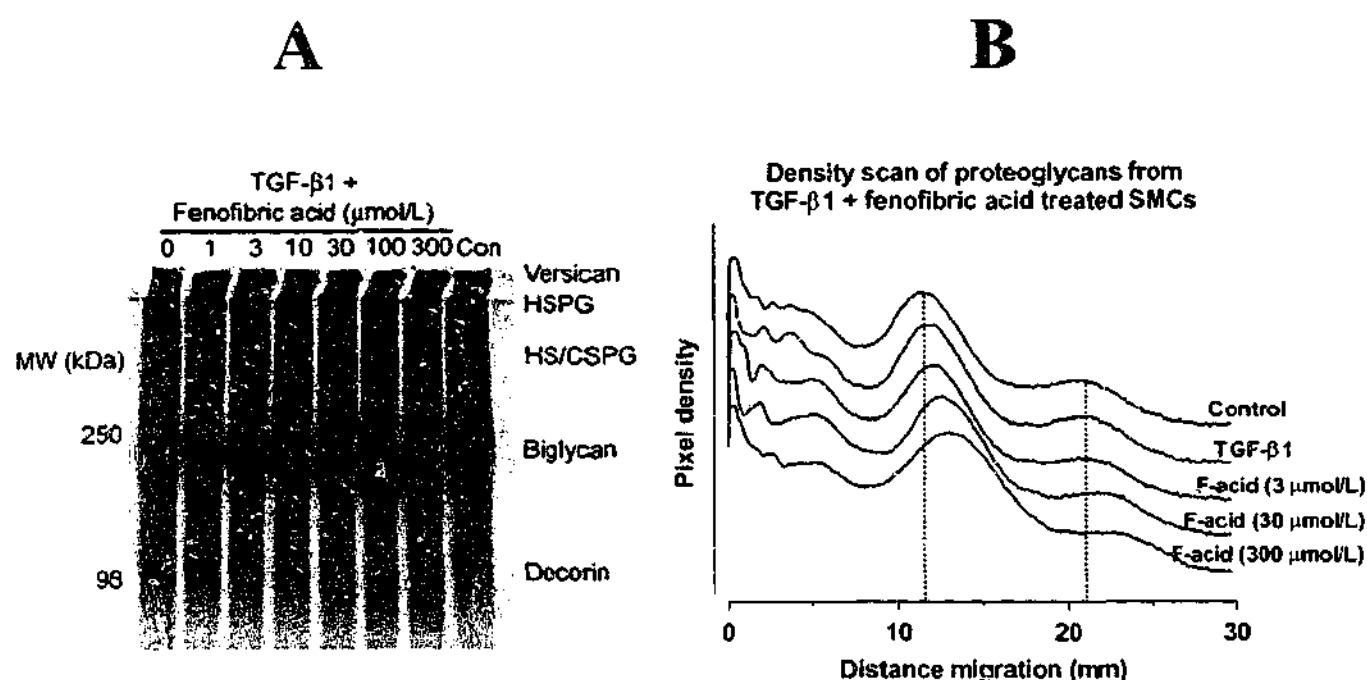 A
B
TGF-β1 +
Fenofibric acid (μmol/L)
0 1 3 10 30 100 300 Con
Versican
HSPG
MW (kDa)
HS/CSPG
250
Biglycan
98
Decorin
Density scan of proteoglycans from
TGF-β1 + fenofibric acid treated SMCs
Pixel density
Control
TGF-β1
F-acid (3 μmol/L)
F-acid (30 μmol/L)
F-acid (300 μmol/L)
0 10 20 30
Distance migration (mm)